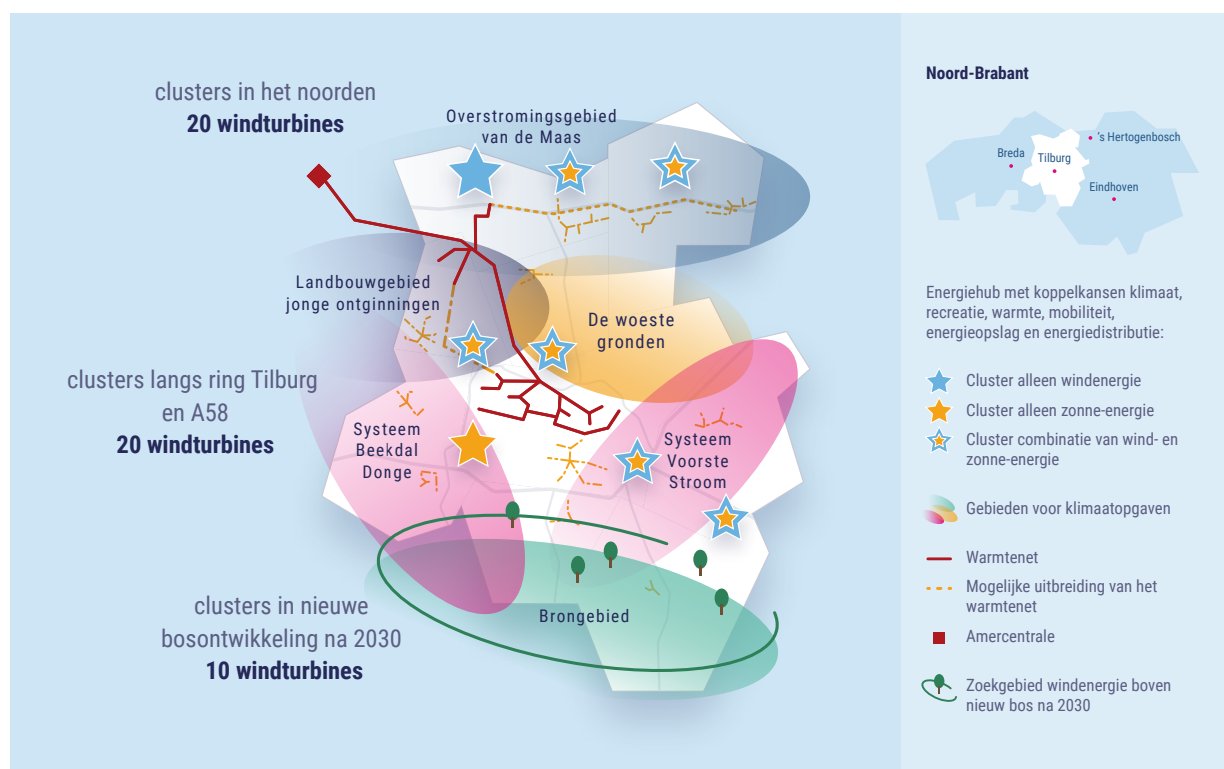 clusters in het noorden
20 windturbines
Overstromingsgebied
van de Maas
Landbouwgebied
jonge ontginningen
De woeste
gronden
clusters langs ring Tilburg
en A58
20 windturbines
Systeem
Beekdal
Donge
Systeem
Voorste
Stroom
clusters in nieuwe
bosontwikkeling na 2030
10 windturbines
Brongebied
Noord-Brabant
's Hertogenbosch
Breda
Tilburg
Eindhoven
Energiehub met koppelkansen klimaat,
recreatie, warmte, mobiliteit,
energieopslag en energiedistributie:
Cluster alleen windenergie
Cluster alleen zonne-energie
Cluster combinatie van wind- en
zonne-energie
Gebieden voor klimaatopgaven
Warmtenet
Mogelijke uitbreiding van het
warmtenet
Amercentrale
Zoekgebied windenergie boven
nieuw bos na 2030